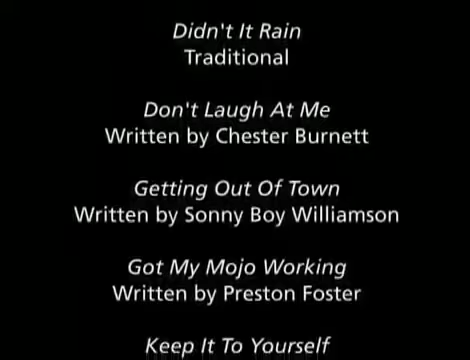 Didn't It Rain
Traditional
Don't Laugh At Me
Written by Chester Burnett
Getting Out Of Town
Written by Sonny Boy Williamson
Got My Mojo Working
Written by Preston Foster
Keep It To Yourself